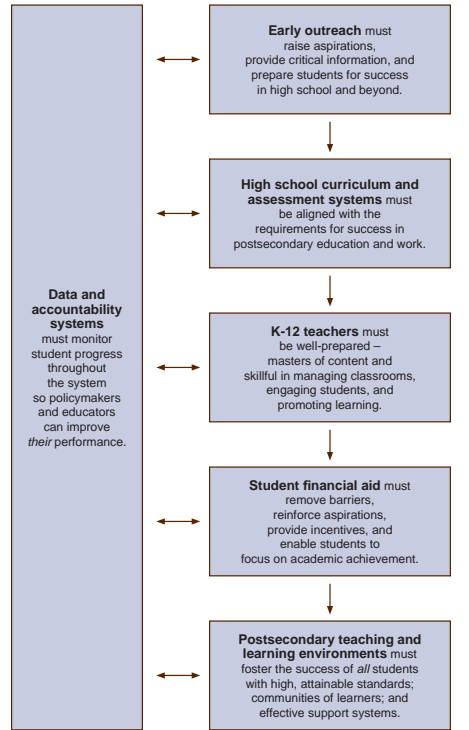 Early outreach must
raise aspirations,
provide critical information, and
prepare students for success
in high school and beyond.
High school curriculum and
assessment systems must
be aligned with the
requirements for success in
postsecondary education and work.
Data and
accountability
systems
must monitor
student progress
throughout
the system
so policymakers
and educators
can improve
their performance.
K-12 teachers must
be well-prepared –
masters of content and
skillful in managing classrooms,
engaging students, and
promoting learning.
Student financial aid must
remove barriers,
reinforce aspirations,
provide incentives, and
enable students to
focus on academic achievement.
Postsecondary teaching and
learning environments must
foster the success of all students
with high, attainable standards;
communities of learners; and
effective support systems.